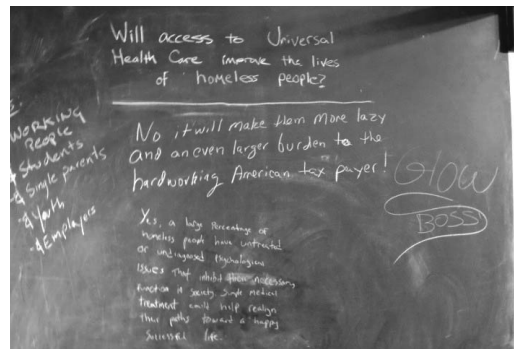 Will access to Universal
Health Care improve the lives
of homeless people?
No it will make them more lazy
and an even larger burden to the
hardworking American tax payer!
Yes, a large percentage of
homeless people have untreated
or undiagnosed Psychological
issues that inhibit their necessary
function in society. Simple medical
treatment could help realign
their paths toward a happy
Successful life.
WORKING
PEOPLE
& Students
& Single parents
& Youth
& Employers
GLOW
BOSS